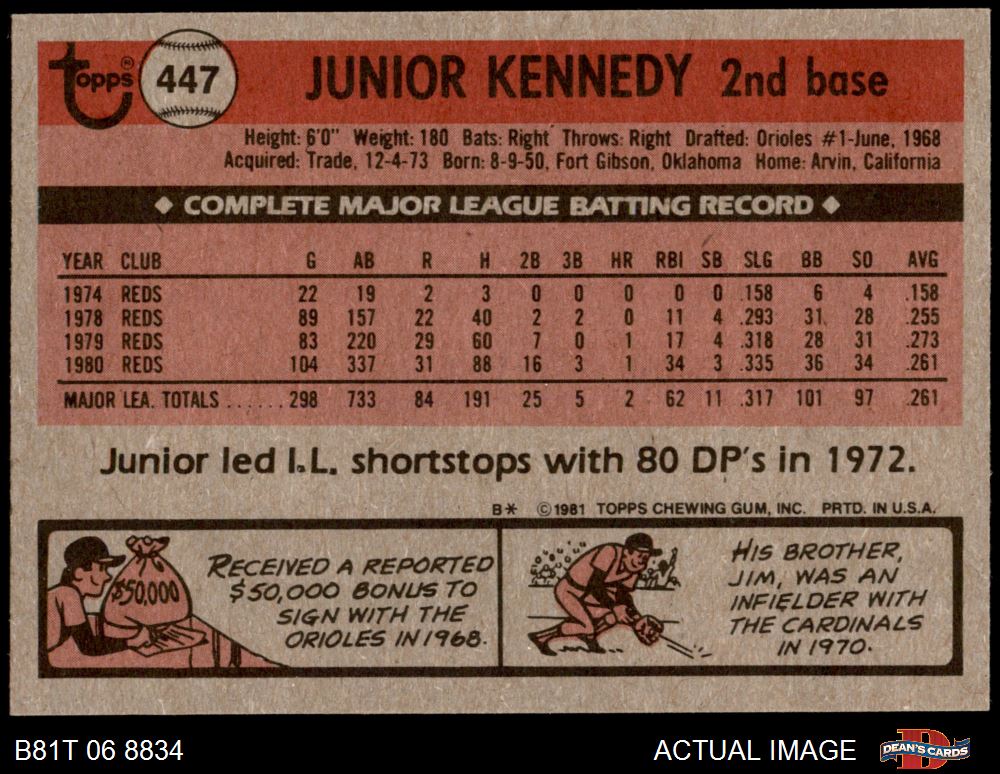 topps® 447 JUNIOR KENNEDY 2nd base
Height: 6'0" Weight: 180 Bats: Right Throws: Right Drafted: Orioles #1-June, 1968
Acquired: Trade, 12-4-73 Born: 8-9-50, Fort Gibson, Oklahoma Home: Arvin, California
◆ COMPLETE MAJOR LEAGUE BATTING RECORD ◆
YEAR CLUB G AB R H 2B 3B HR RBI SB SLG BB SO AVG
1974 REDS 22 19 2 3 0 0 0 0 0 .158 6 4 .158
1978 REDS 89 157 22 40 2 2 0 11 4 .293 31 28 .255
1979 REDS 83 220 29 60 7 0 1 17 4 .318 28 31 .273
1980 REDS 104 337 31 88 16 3 1 34 3 .335 36 34 .261
MAJOR LEA. TOTALS ...... 298 733 84 191 25 5 2 62 11 .317 101 97 .261
Junior led I.L. shortstops with 80 DP's in 1972.
B* ©1981 TOPPS CHEWING GUM, INC. PRTD. IN U.S.A.
$50,000
RECEIVED A REPORTED
$50,000 BONUS TO
SIGN WITH THE
ORIOLES IN 1968.
HIS BROTHER,
JIM, WAS AN
INFIELDER WITH
THE CARDINALS
IN 1970.
B81T 06 8834 ACTUAL IMAGE DEAN'S CARDS